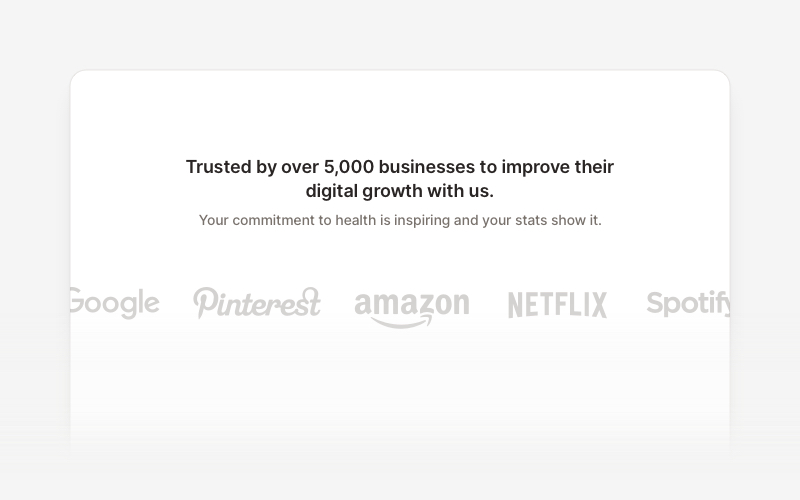 Trusted by over 5,000 businesses to improve their
digital growth with us.
Your commitment to health is inspiring and your stats show it.
Google Pinterest amazon NETFLIX Spotify